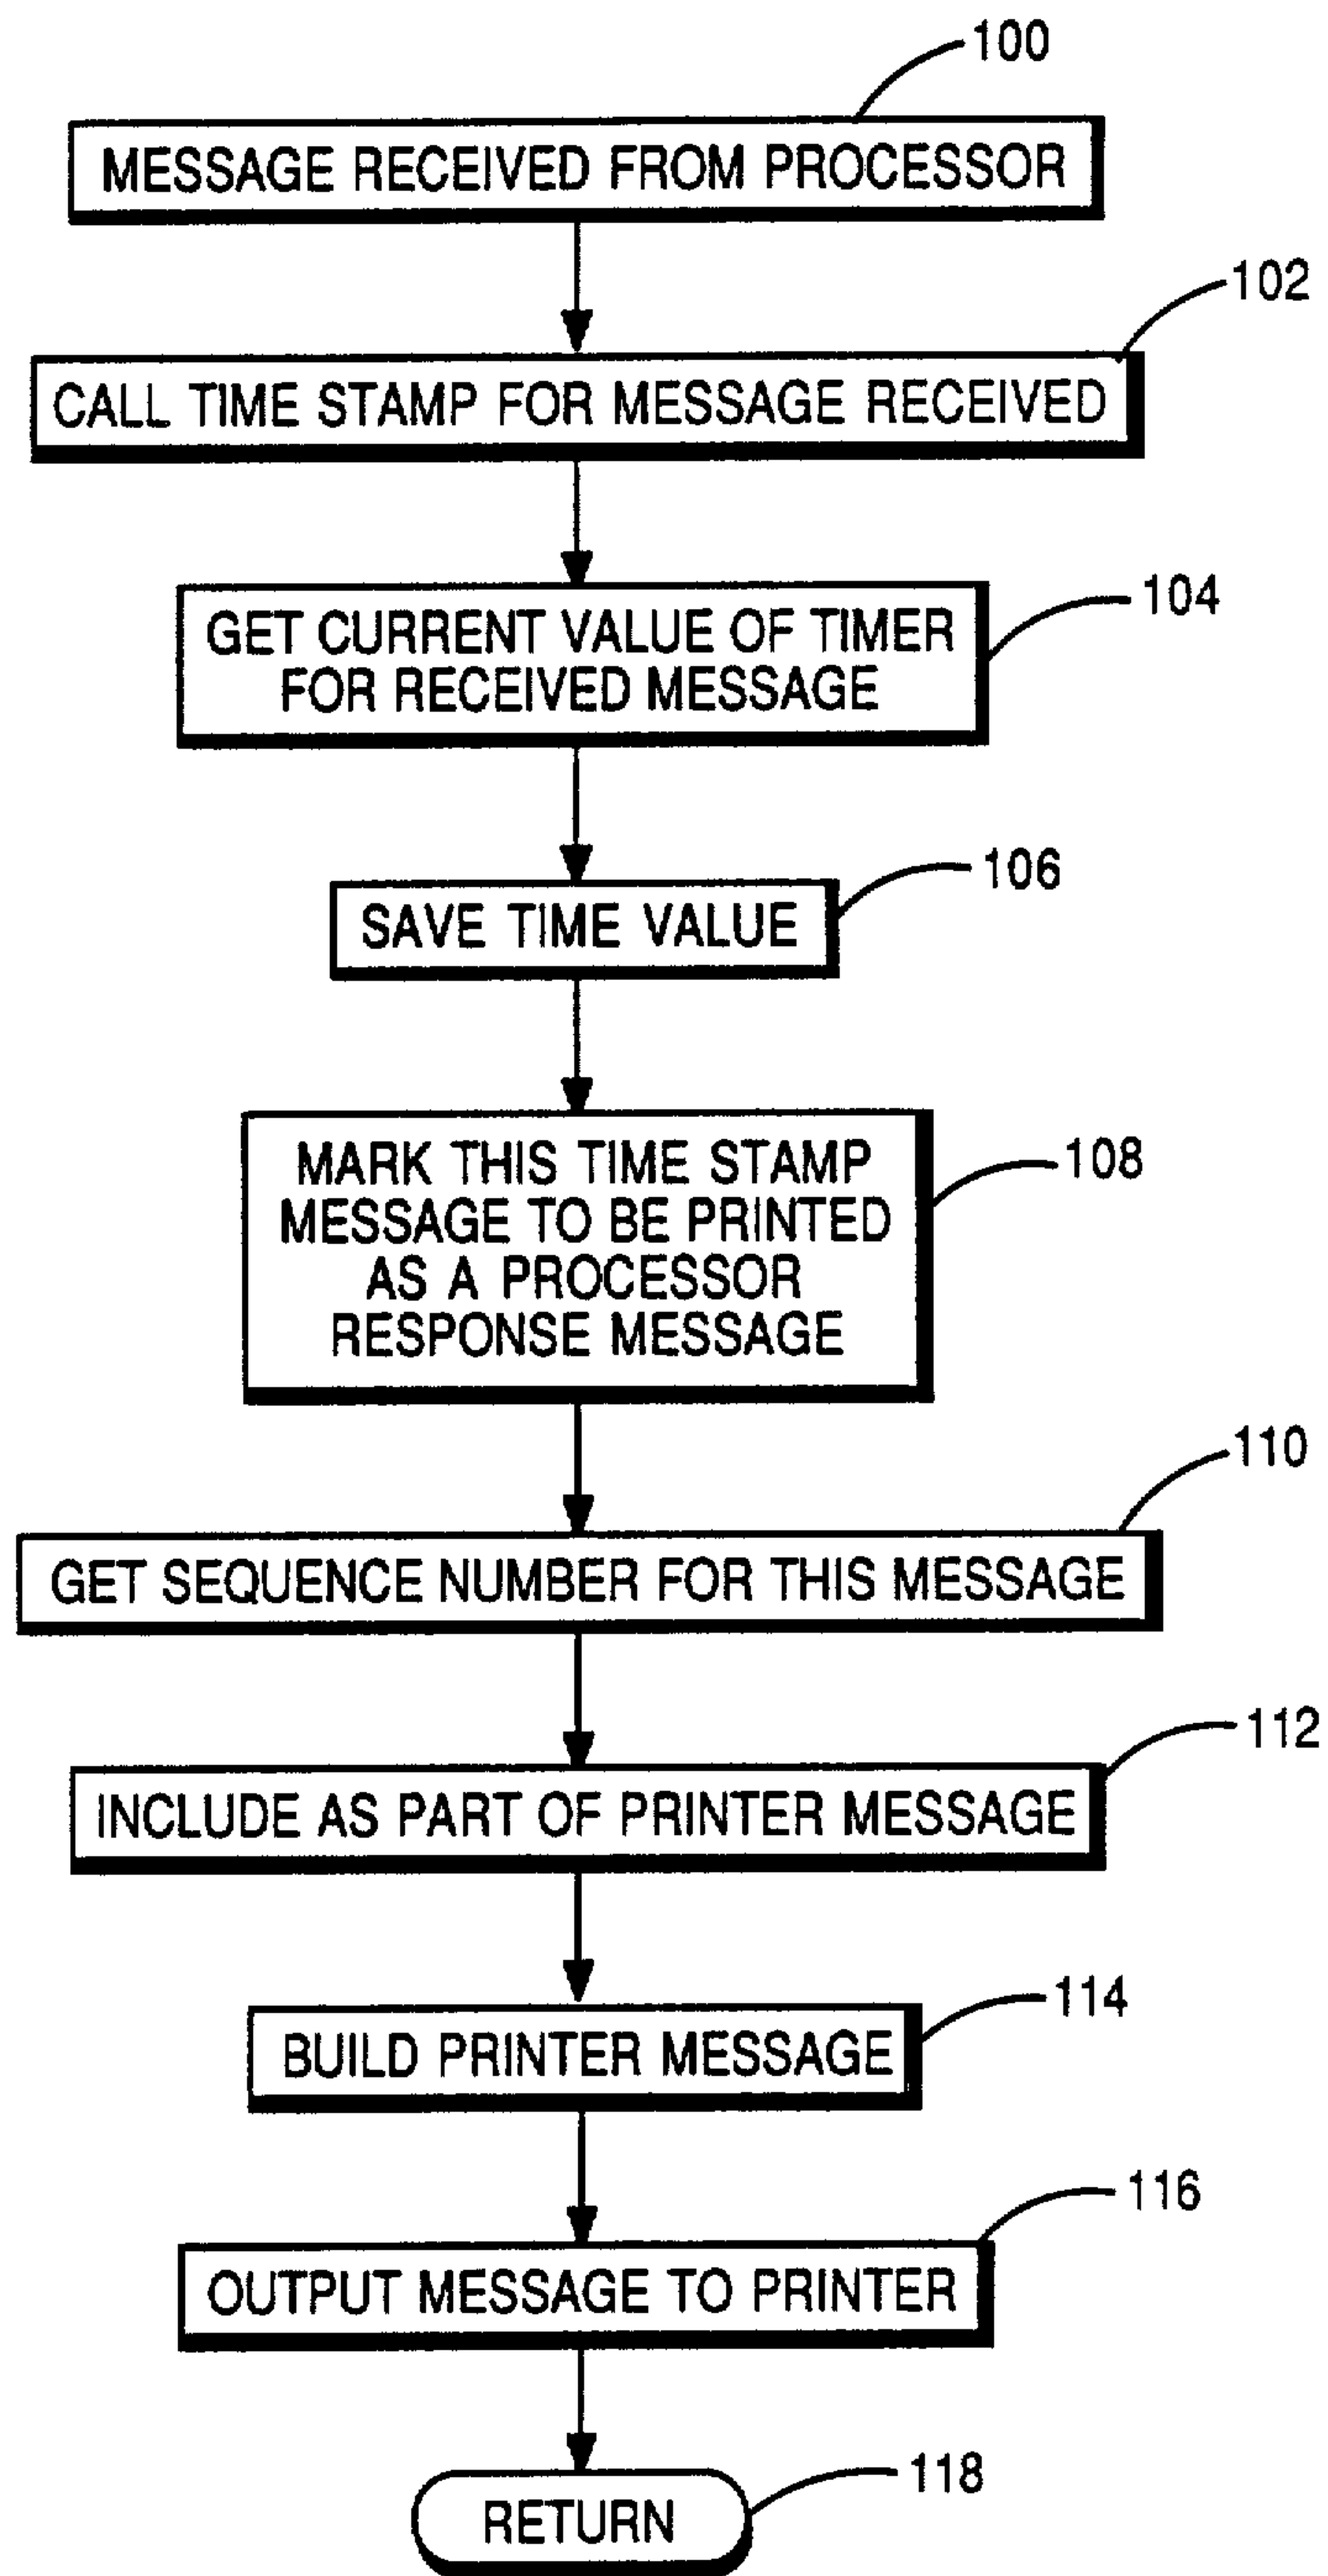 100
MESSAGE RECEIVED FROM PROCESSOR
102
CALL TIME STAMP FOR MESSAGE RECEIVED
104
GET CURRENT VALUE OF TIMER
FOR RECEIVED MESSAGE
106
SAVE TIME VALUE
108
MARK THIS TIME STAMP
MESSAGE TO BE PRINTED
AS A PROCESSOR
RESPONSE MESSAGE
110
GET SEQUENCE NUMBER FOR THIS MESSAGE
112
INCLUDE AS PART OF PRINTER MESSAGE
114
BUILD PRINTER MESSAGE
116
OUTPUT MESSAGE TO PRINTER
118
RETURN